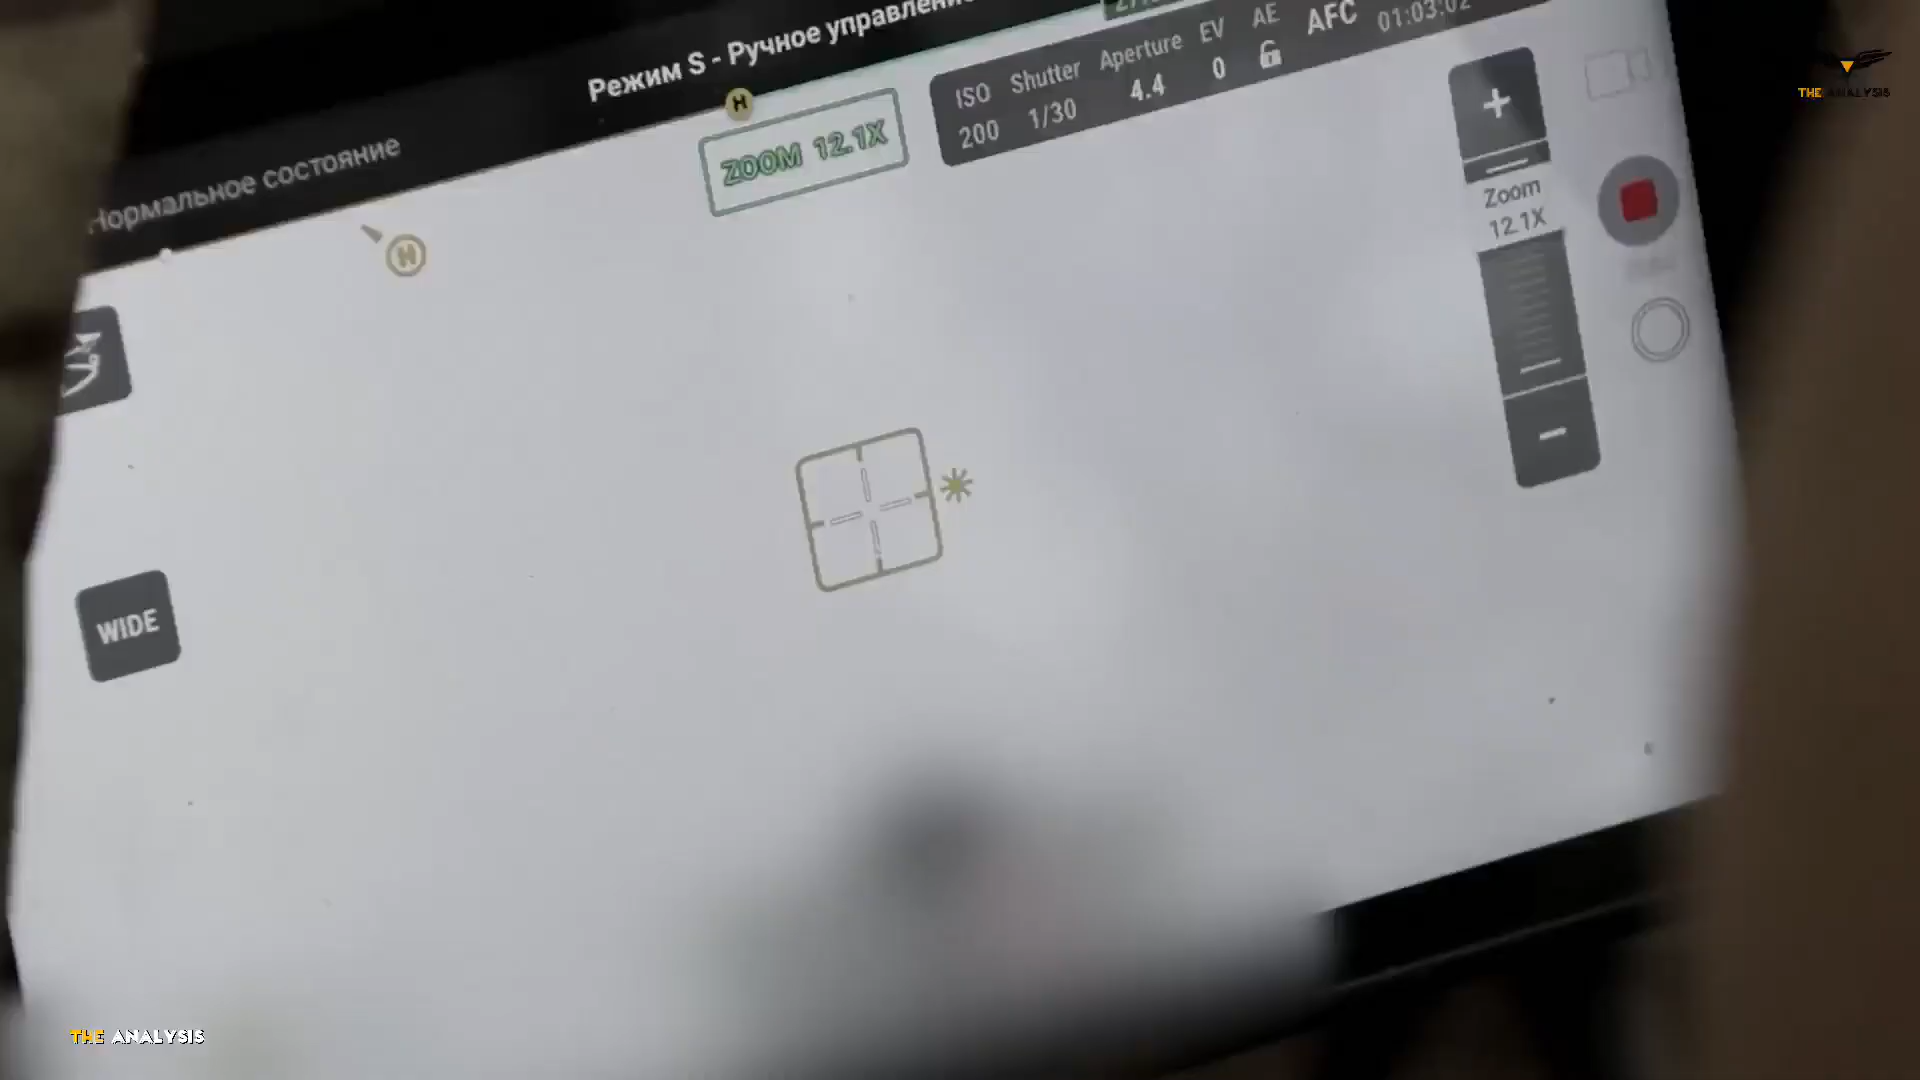 Режим S - Ручное управление
Нормальное состояние
H
H
ZOOM 12.1X
ISO Shutter Aperture EV AE AFC 01:03:02
200 1/30 4.4 0
+
Zoom
12.1X
WIDE
THE ANALYSIS
THE ANALYSIS